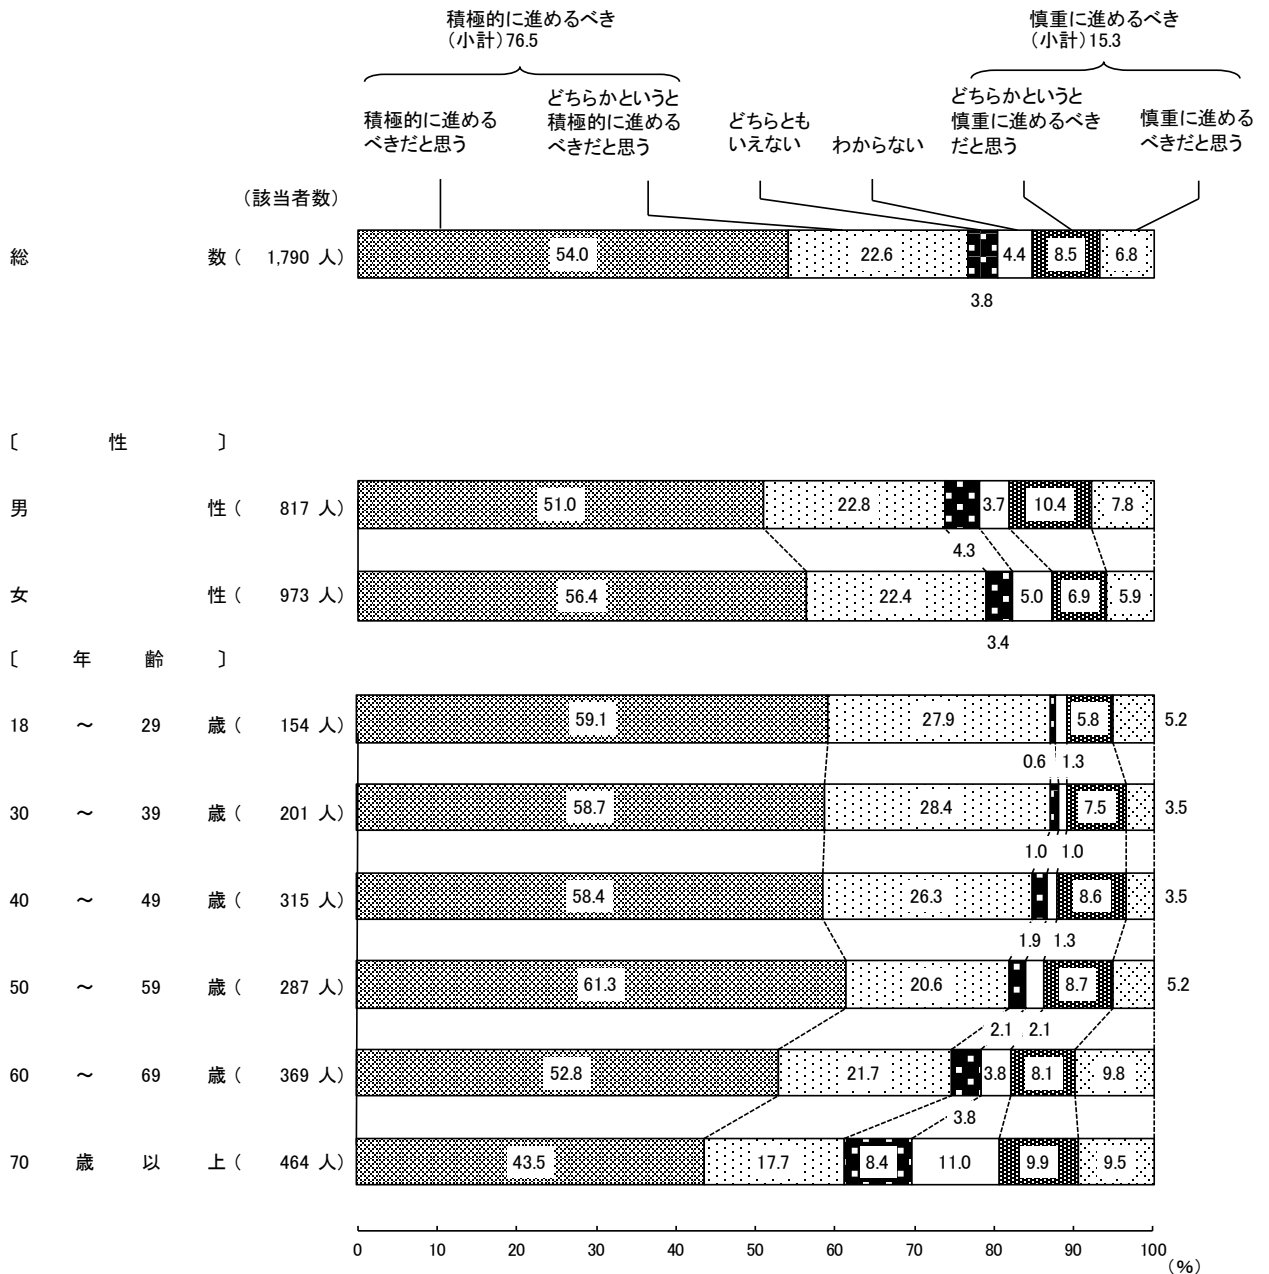 積極的に進めるべき
（小計）76.5
慎重に進めるべき
（小計）15.3
積極的に進める
べきだと思う
どちらかというと
積極的に進める
べきだと思う
どちらとも
いえない
わからない
どちらかというと
慎重に進めるべき
だと思う
慎重に進める
べきだと思う
（該当者数）
総 数（ 1,790 人） 54.0 22.6 4.4 8.5 6.8
3.8
〔 性 〕
男 性（ 817 人） 51.0 22.8 3.7 10.4 7.8
4.3
女 性（ 973 人） 56.4 22.4 5.0 6.9 5.9
3.4
〔 年 齢 〕
18 ～ 29 歳（ 154 人） 59.1 27.9 5.8 5.2
0.6 1.3
30 ～ 39 歳（ 201 人） 58.7 28.4 7.5 3.5
1.0 1.0
40 ～ 49 歳（ 315 人） 58.4 26.3 8.6 3.5
1.9 1.3
50 ～ 59 歳（ 287 人） 61.3 20.6 8.7 5.2
2.1 2.1
60 ～ 69 歳（ 369 人） 52.8 21.7 3.8 8.1 9.8
3.8
70 歳 以 上（ 464 人） 43.5 17.7 8.4 11.0 9.9 9.5
0 10 20 30 40 50 60 70 80 90 100
（％）